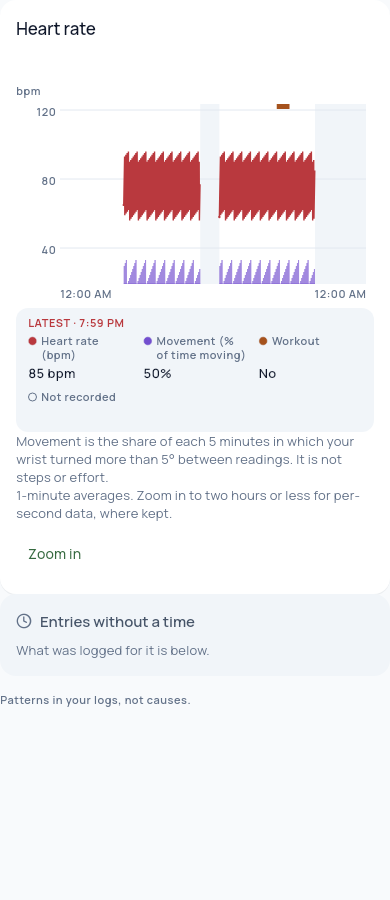 Heart rate
bpm
120
80
40
12:00 AM
12:00 AM
LATEST · 7:59 PM
Heart rate (bpm)
85 bpm
Movement (% of time moving)
50%
Workout
No
Not recorded
Movement is the share of each 5 minutes in which your
wrist turned more than 5° between readings. It is not
steps or effort.
1-minute averages. Zoom in to two hours or less for per-
second data, where kept.
Zoom in
Entries without a time
What was logged for it is below.
Patterns in your logs, not causes.